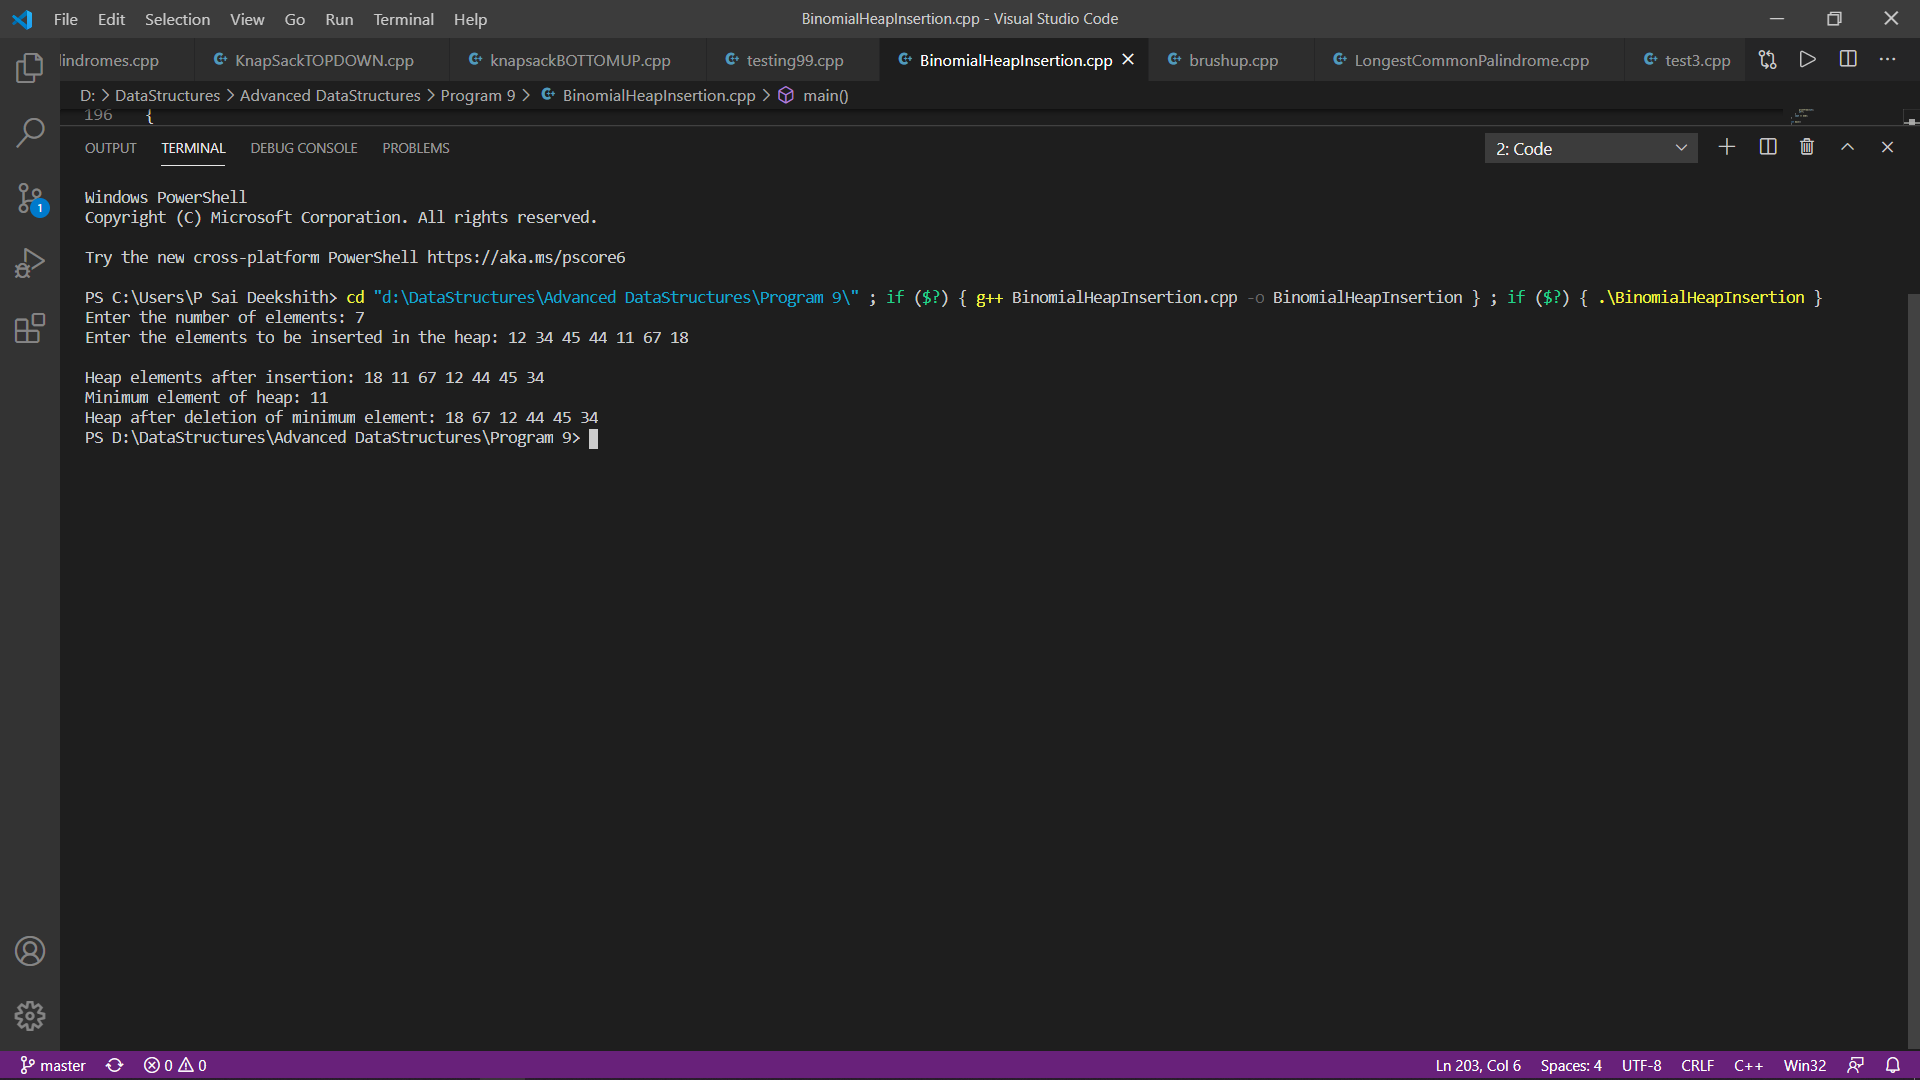 File Edit Selection View Go Run Terminal Help BinomialHeapInsertion.cpp - Visual Studio Code
lindromes.cpp KnapSackTOPDOWN.cpp knapsackBOTTOMUP.cpp testing99.cpp BinomialHeapInsertion.cpp brushup.cpp LongestCommonPalindrome.cpp test3.cpp
D: > DataStructures > Advanced DataStructures > Program 9 > BinomialHeapInsertion.cpp > main()
196 {
OUTPUT TERMINAL DEBUG CONSOLE PROBLEMS 2: Code
Windows PowerShell
Copyright (C) Microsoft Corporation. All rights reserved.
Try the new cross-platform PowerShell https://aka.ms/pscore6
PS C:\Users\P Sai Deekshith> cd "d:\DataStructures\Advanced DataStructures\Program 9\" ; if ($?) { g++ BinomialHeapInsertion.cpp -o BinomialHeapInsertion } ; if ($?) { .\BinomialHeapInsertion }
Enter the number of elements: 7
Enter the elements to be inserted in the heap: 12 34 45 44 11 67 18
Heap elements after insertion: 18 11 67 12 44 45 34
Minimum element of heap: 11
Heap after deletion of minimum element: 18 67 12 44 45 34
PS D:\DataStructures\Advanced DataStructures\Program 9>
1
master 0 0 Ln 203, Col 6 Spaces: 4 UTF-8 CRLF C++ Win32